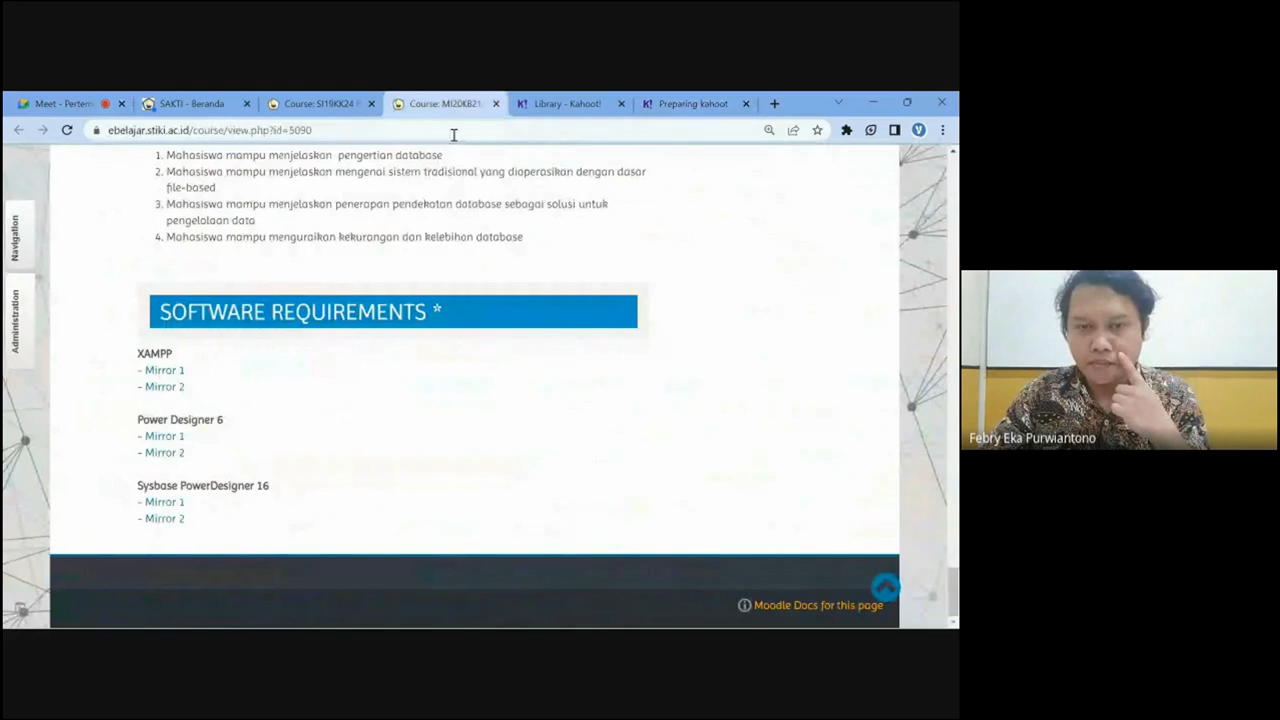 Meet - Pertem
SAKTI - Beranda
Course: SI19KK24
Course: MI20KB21
Library - Kahoot!
Preparing kahoot
ebelajar.stiki.ac.id/course/view.php?id=5090
V
Navigation
Administration
1. Mahasiswa mampu menjelaskan pengertian database
2. Mahasiswa mampu menjelaskan mengenai sistem tradisional yang dioperasikan dengan dasar
file-based
3. Mahasiswa mampu menjelaskan penerapan pendekatan database sebagai solusi untuk
pengelolaan data
4. Mahasiswa mampu menguraikan kekurangan dan kelebihan database
SOFTWARE REQUIREMENTS *
XAMPP
- Mirror 1
- Mirror 2
Power Designer 6
- Mirror 1
- Mirror 2
Sysbase PowerDesigner 16
- Mirror 1
- Mirror 2
Moodle Docs for this page
Febry Eka Purwiantono